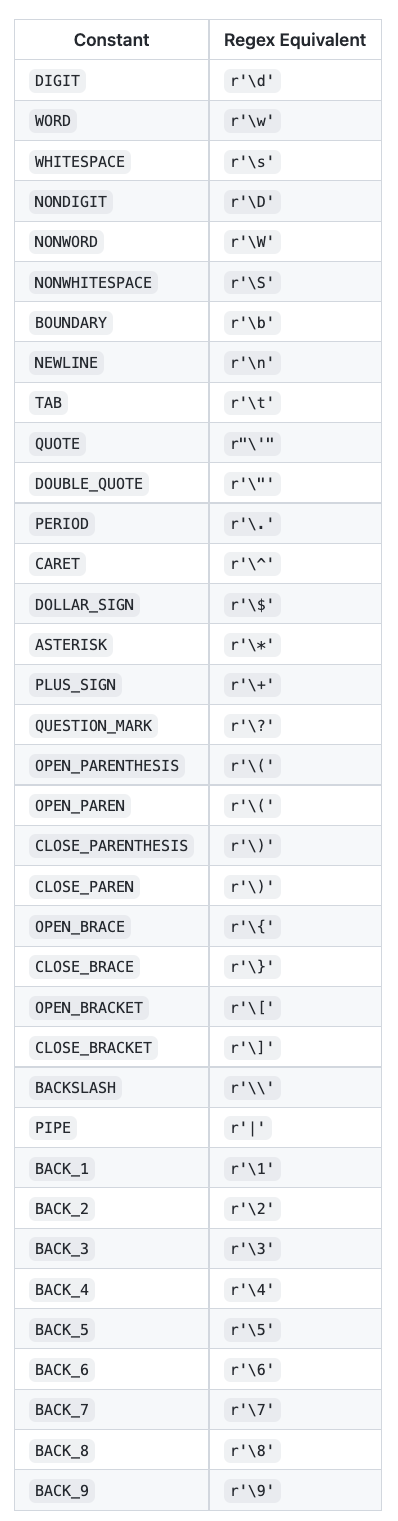 Constant Regex Equivalent
DIGIT r'\d'
WORD r'\w'
WHITESPACE r'\s'
NONDIGIT r'\D'
NONWORD r'\W'
NONWHITESPACE r'\S'
BOUNDARY r'\b'
NEWLINE r'\n'
TAB r'\t'
QUOTE r"\'"
DOUBLE_QUOTE r'\"'
PERIOD r'\.'
CARET r'\^'
DOLLAR_SIGN r'\$'
ASTERISK r'\*'
PLUS_SIGN r'\+'
QUESTION_MARK r'\?'
OPEN_PARENTHESIS r'\('
OPEN_PAREN r'\('
CLOSE_PARENTHESIS r'\)'
CLOSE_PAREN r'\)'
OPEN_BRACE r'\{'
CLOSE_BRACE r'\}'
OPEN_BRACKET r'\['
CLOSE_BRACKET r'\]'
BACKSLASH r'\\'
PIPE r'|'
BACK_1 r'\1'
BACK_2 r'\2'
BACK_3 r'\3'
BACK_4 r'\4'
BACK_5 r'\5'
BACK_6 r'\6'
BACK_7 r'\7'
BACK_8 r'\8'
BACK_9 r'\9'